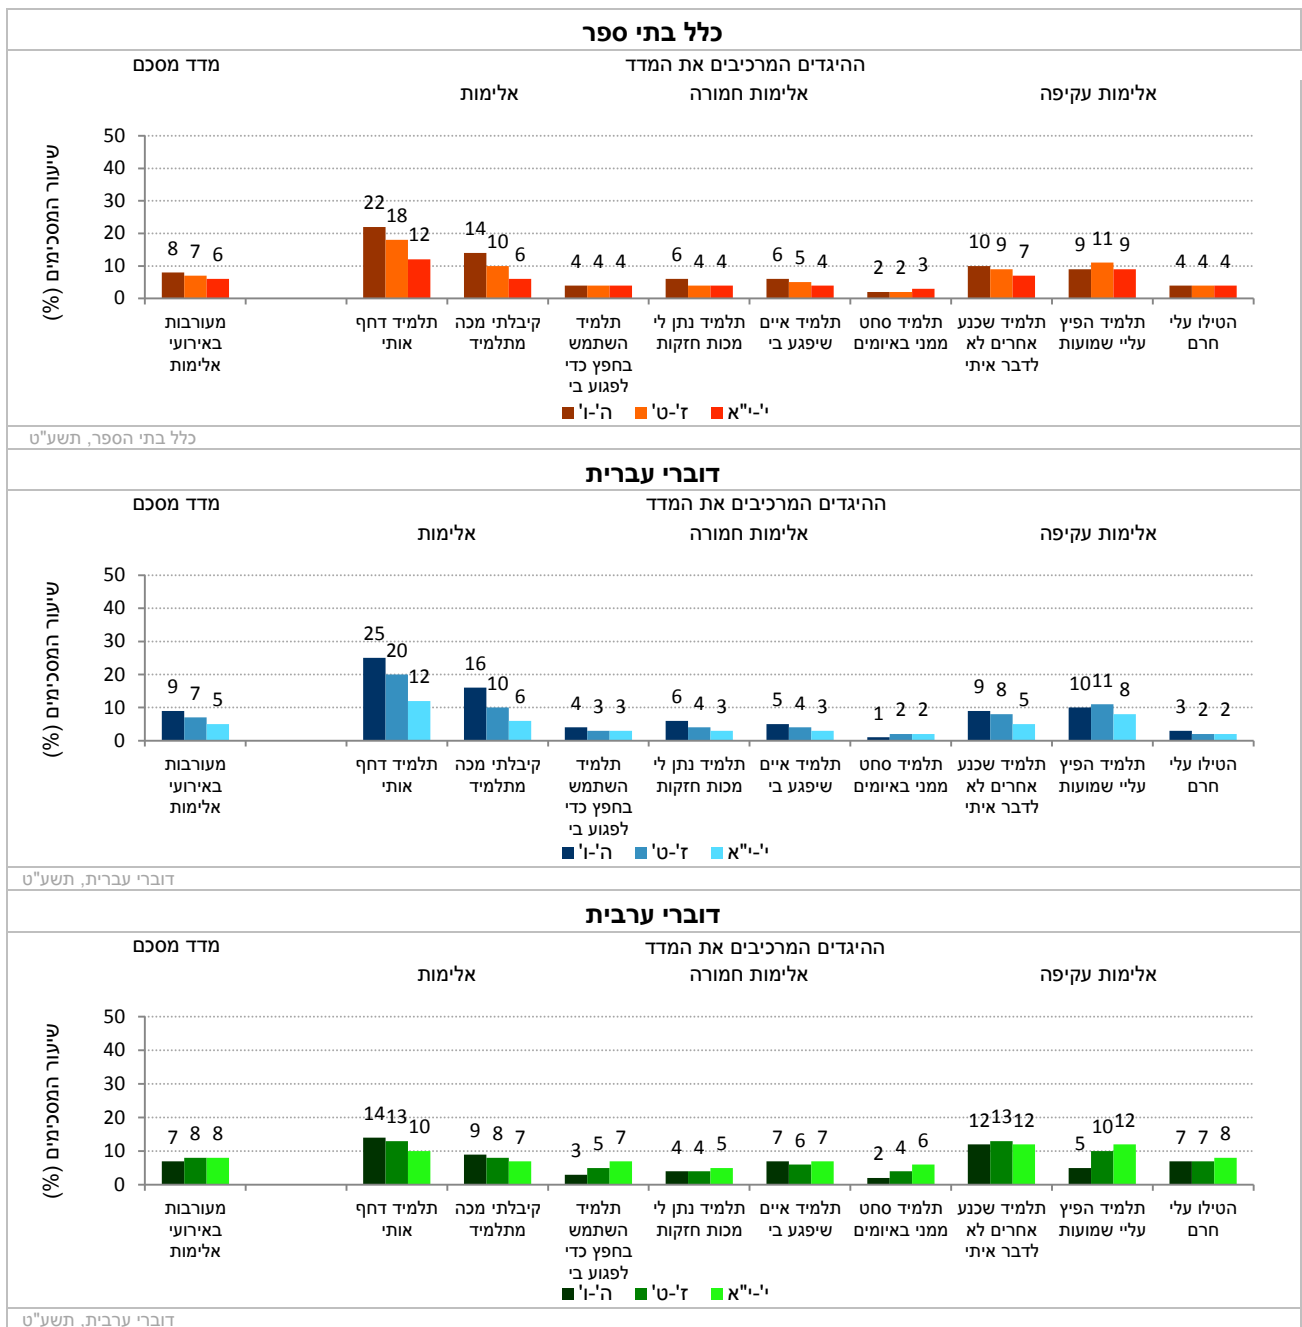 כלל בתי ספר
מדד מסכם
ההיגדים המרכיבים את המדד
אלימות
אלימות חמורה
אלימות עקיפה
שיעור המסכימים (%)
50
40
30
20
10
0
8 7 6
22 18 12
14 10 6
4 4 4
6 4 4
6 5 4
2 2 3
10 9 7
9 11 9
4 4 4
מעורבות
באירועי
אלימות
תלמיד דחף
אותי
קיבלתי מכה
מתלמיד
תלמיד
השתמש
בחפץ כדי
לפגוע בי
תלמיד נתן לי
מכות חזקות
תלמיד איים
שיפגע בי
תלמיד סחט
ממני באיומים
תלמיד שכנע
אחרים לא
לדבר איתי
תלמיד הפיץ
עליי שמועות
הטילו עלי
חרם
ה'-ו' ז'-ט' י'-י"א
כלל בתי הספר, תשע"ט
דוברי עברית
מדד מסכם
ההיגדים המרכיבים את המדד
אלימות
אלימות חמורה
אלימות עקיפה
שיעור המסכימים (%)
50
40
30
20
10
0
9 7 5
25 20 12
16 10 6
4 3 3
6 4 3
5 4 3
1 2 2
9 8 5
10 11 8
3 2 2
מעורבות
באירועי
אלימות
תלמיד דחף
אותי
קיבלתי מכה
מתלמיד
תלמיד
השתמש
בחפץ כדי
לפגוע בי
תלמיד נתן לי
מכות חזקות
תלמיד איים
שיפגע בי
תלמיד סחט
ממני באיומים
תלמיד שכנע
אחרים לא
לדבר איתי
תלמיד הפיץ
עליי שמועות
הטילו עלי
חרם
ה'-ו' ז'-ט' י'-י"א
דוברי עברית, תשע"ט
דוברי ערבית
מדד מסכם
ההיגדים המרכיבים את המדד
אלימות
אלימות חמורה
אלימות עקיפה
שיעור המסכימים (%)
50
40
30
20
10
0
7 8 8
14 13 10
9 8 7
3 5 7
4 4 5
7 6 7
2 4 6
12 13 12
5 10 12
7 7 8
מעורבות
באירועי
אלימות
תלמיד דחף
אותי
קיבלתי מכה
מתלמיד
תלמיד
השתמש
בחפץ כדי
לפגוע בי
תלמיד נתן לי
מכות חזקות
תלמיד איים
שיפגע בי
תלמיד סחט
ממני באיומים
תלמיד שכנע
אחרים לא
לדבר איתי
תלמיד הפיץ
עליי שמועות
הטילו עלי
חרם
ה'-ו' ז'-ט' י'-י"א
דוברי ערבית, תשע"ט